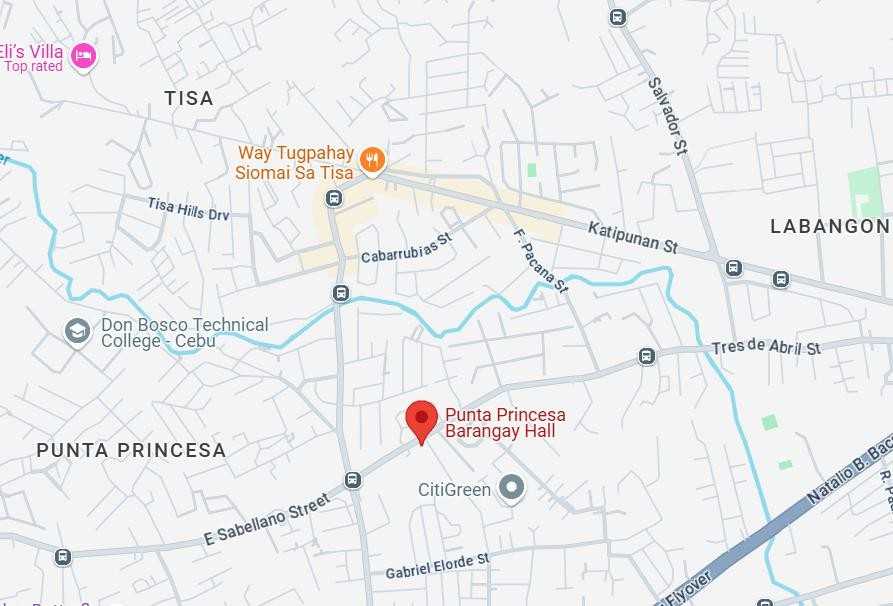 Eli's Villa
Top rated
TISA
Salvador St
Way Tugpahay
Siomai Sa Tisa
Tisa Hills Drv
LABANGON
Katipunan St
Cabarrubias St
F. Pacana St
Don Bosco Technical
College - Cebu
Tres de Abril St
Punta Princesa
Barangay Hall
PUNTA PRINCESA
CitiGreen
E Sabellano Street
Natalio B. Bac
Gabriel Elorde St
Flyover